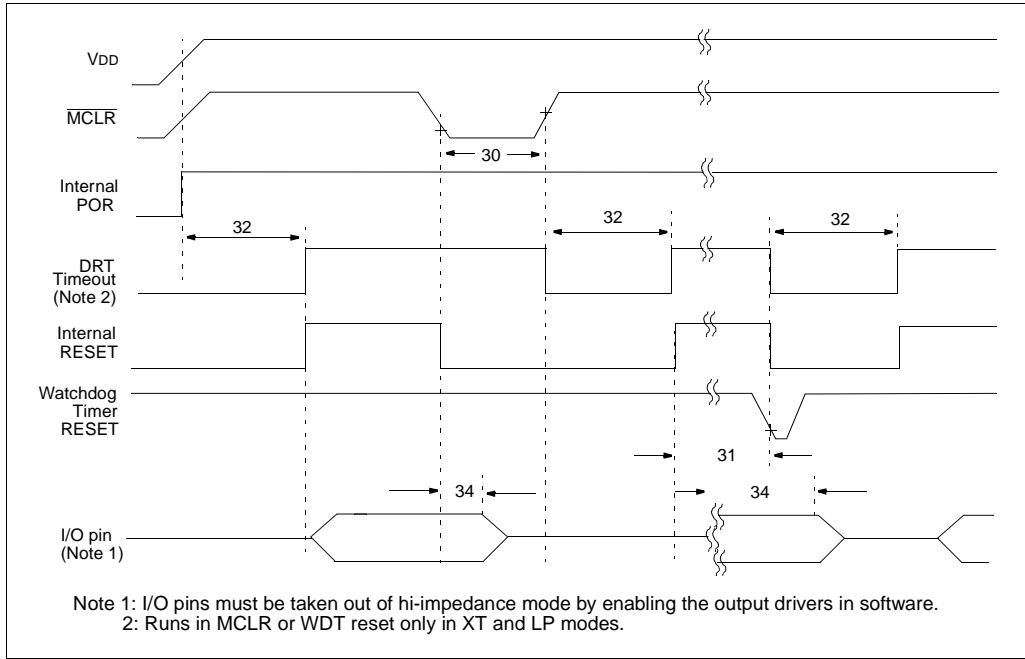 VDD
MCLR
30
Internal
POR
32
32
32
DRT
Timeout
(Note 2)
Internal
RESET
Watchdog
Timer
RESET
31
34
34
I/O pin
(Note 1)
Note 1: I/O pins must be taken out of hi-impedance mode by enabling the output drivers in software.
2: Runs in MCLR or WDT reset only in XT and LP modes.